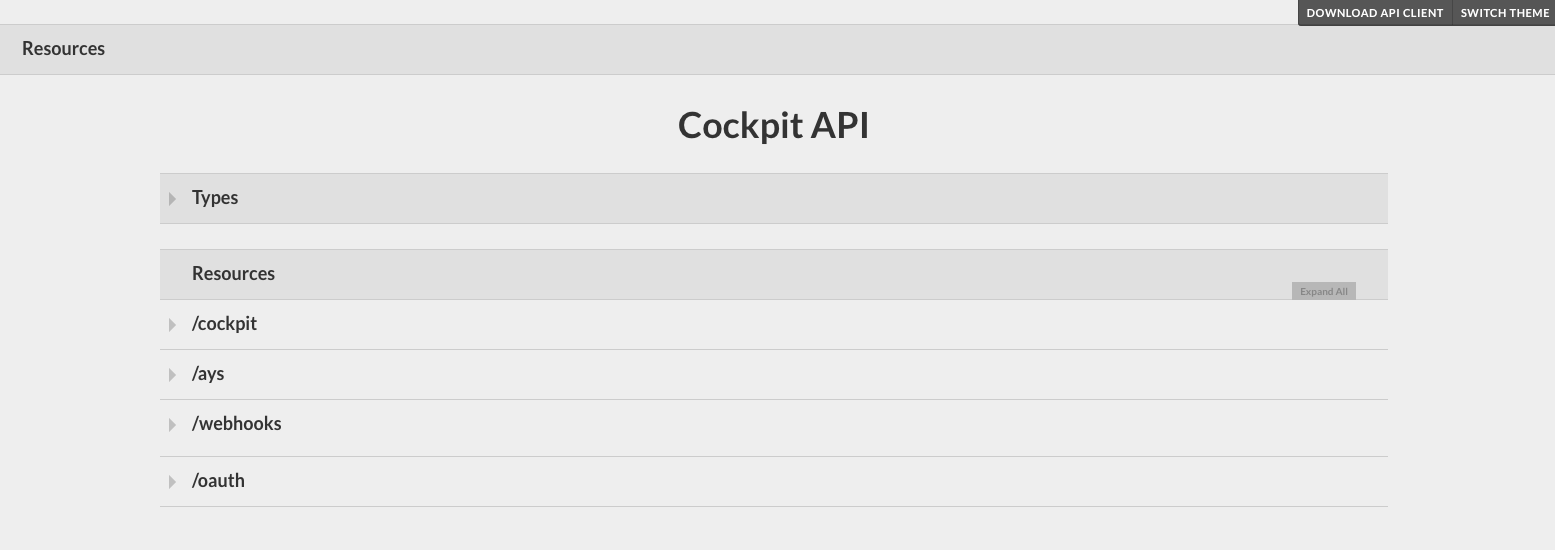 DOWNLOAD API CLIENT SWITCH THEME
Resources
Cockpit API
Types
Resources
Expand All
/cockpit
/ays
/webhooks
/oauth